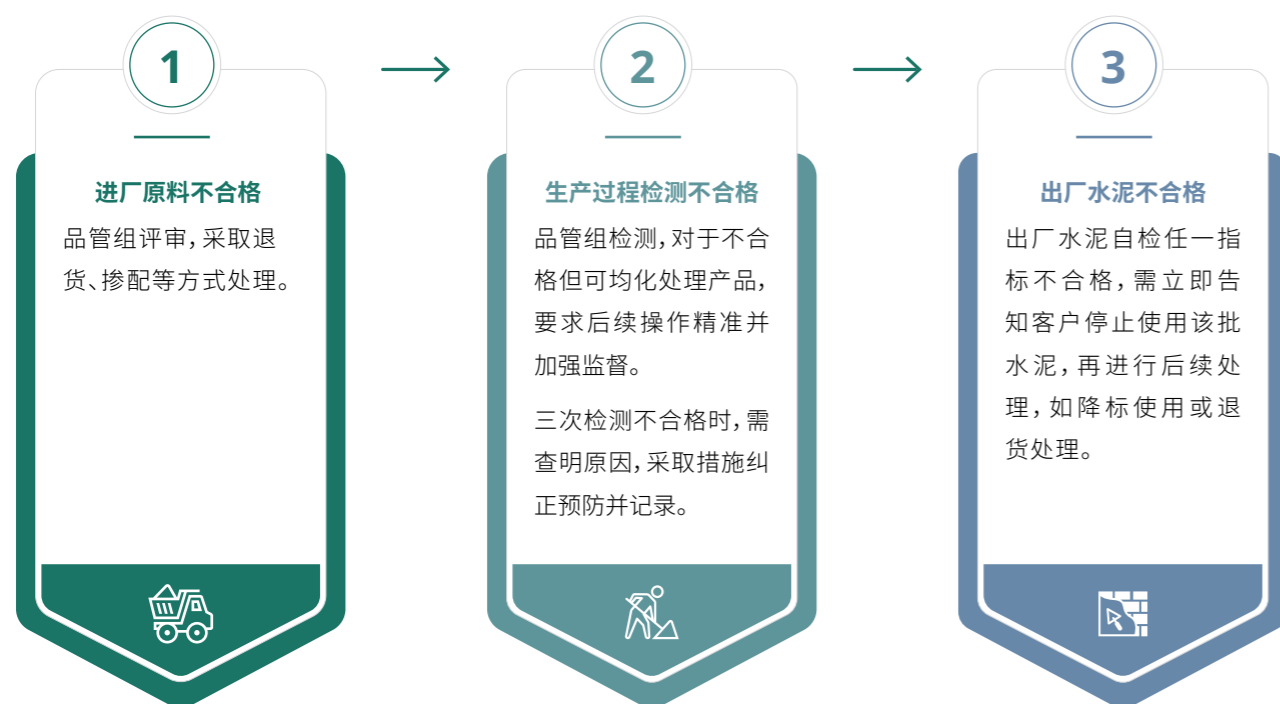 1
进厂原料不合格
品管组评审，采取退
货、掺配等方式处理。
2
生产过程检测不合格
品管组检测，对于不合
格但可均化处理产品，
要求后续操作精准并
加强监督。
三次检测不合格时，需
查明原因，采取措施纠
正预防并记录。
3
出厂水泥不合格
出厂水泥自检任一指
标不合格，需立即告
知客户停止使用该批
水泥，再进行后续处
理，如降标使用或退
货处理。